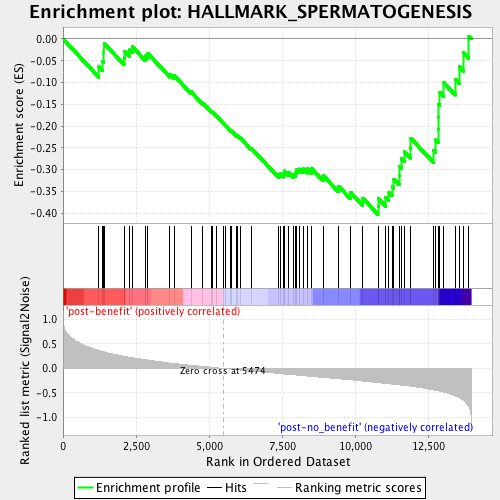 Enrichment plot: HALLMARK_SPERMATOGENESIS
Enrichment score (ES)
0.00
-0.05
-0.10
-0.15
-0.20
-0.25
-0.30
-0.35
-0.40
'post-benefit' (positively correlated)
Ranked list metric (Signal2Noise)
1.0
0.5
0.0
-0.5
-1.0
Zero cross at 5474
'post-no_benefit' (negatively correlated)
0 2,500 5,000 7,500 10,000 12,500
Rank in Ordered Dataset
Enrichment profile Hits Ranking metric scores